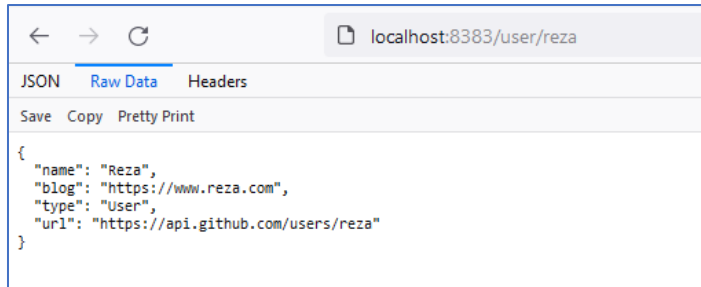 localhost:8383/user/reza
JSON Raw Data Headers
Save Copy Pretty Print
{
  "name": "Reza",
  "blog": "https://www.reza.com",
  "type": "User",
  "url": "https://api.github.com/users/reza"
}